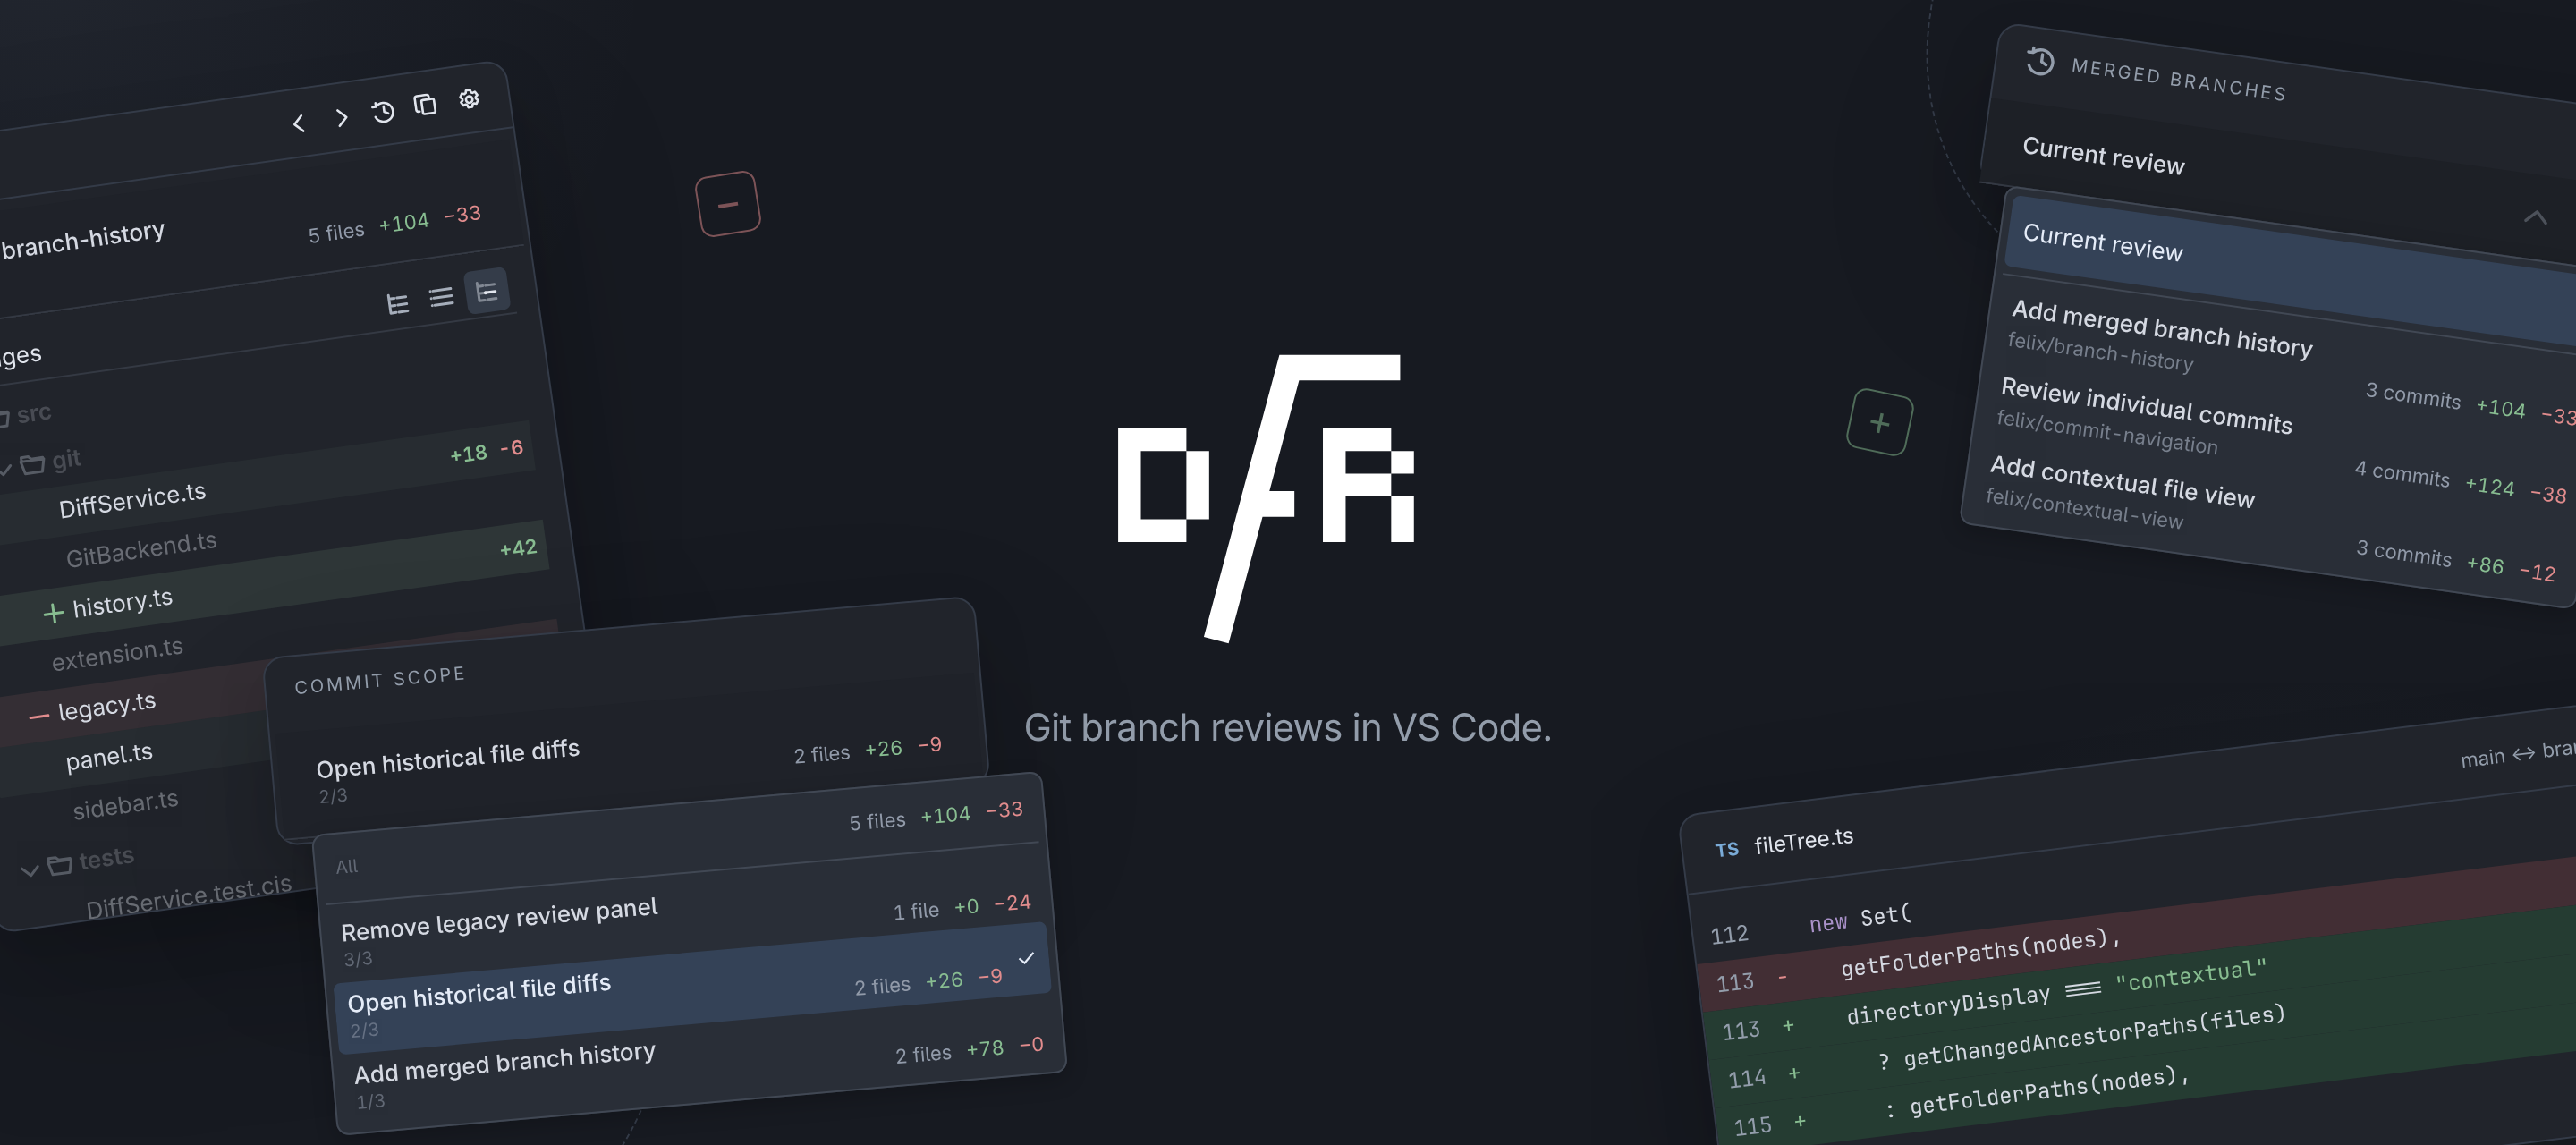 branch-history
5 files +104 −33
ges
src
git
DiffService.ts +18 -6
GitBackend.ts
history.ts +42
extension.ts
legacy.ts
panel.ts
sidebar.ts
tests
DiffService.test.cjs
COMMIT SCOPE
Open historical file diffs 2 files +26 −9
2/3
All 5 files +104 −33
Remove legacy review panel 1 file +0 −24
3/3
Open historical file diffs 2 files +26 −9
2/3
Add merged branch history 2 files +78 −0
1/3
D/R
Git branch reviews in VS Code.
MERGED BRANCHES
Current review
Current review
Add merged branch history
felix/branch-history 3 commits +104 −33
Review individual commits
felix/commit-navigation 4 commits +124 −38
Add contextual file view
felix/contextual-view 3 commits +86 −12
main ↔ bran
TS fileTree.ts
112 new Set(
113 - getFolderPaths(nodes),
113 + directoryDisplay === "contextual"
114 + ? getChangedAncestorPaths(files)
115 + : getFolderPaths(nodes),